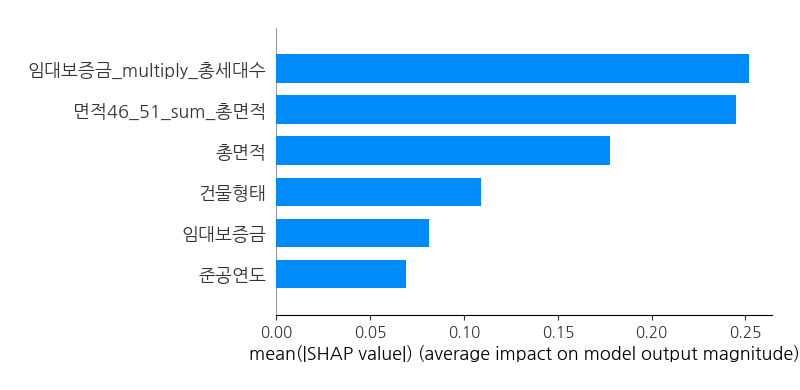 임대보증금_multiply_총세대수
면적46_51_sum_총면적
총면적
건물형태
임대보증금
준공연도
0.00 0.05 0.10 0.15 0.20 0.25
mean(|SHAP value|) (average impact on model output magnitude)